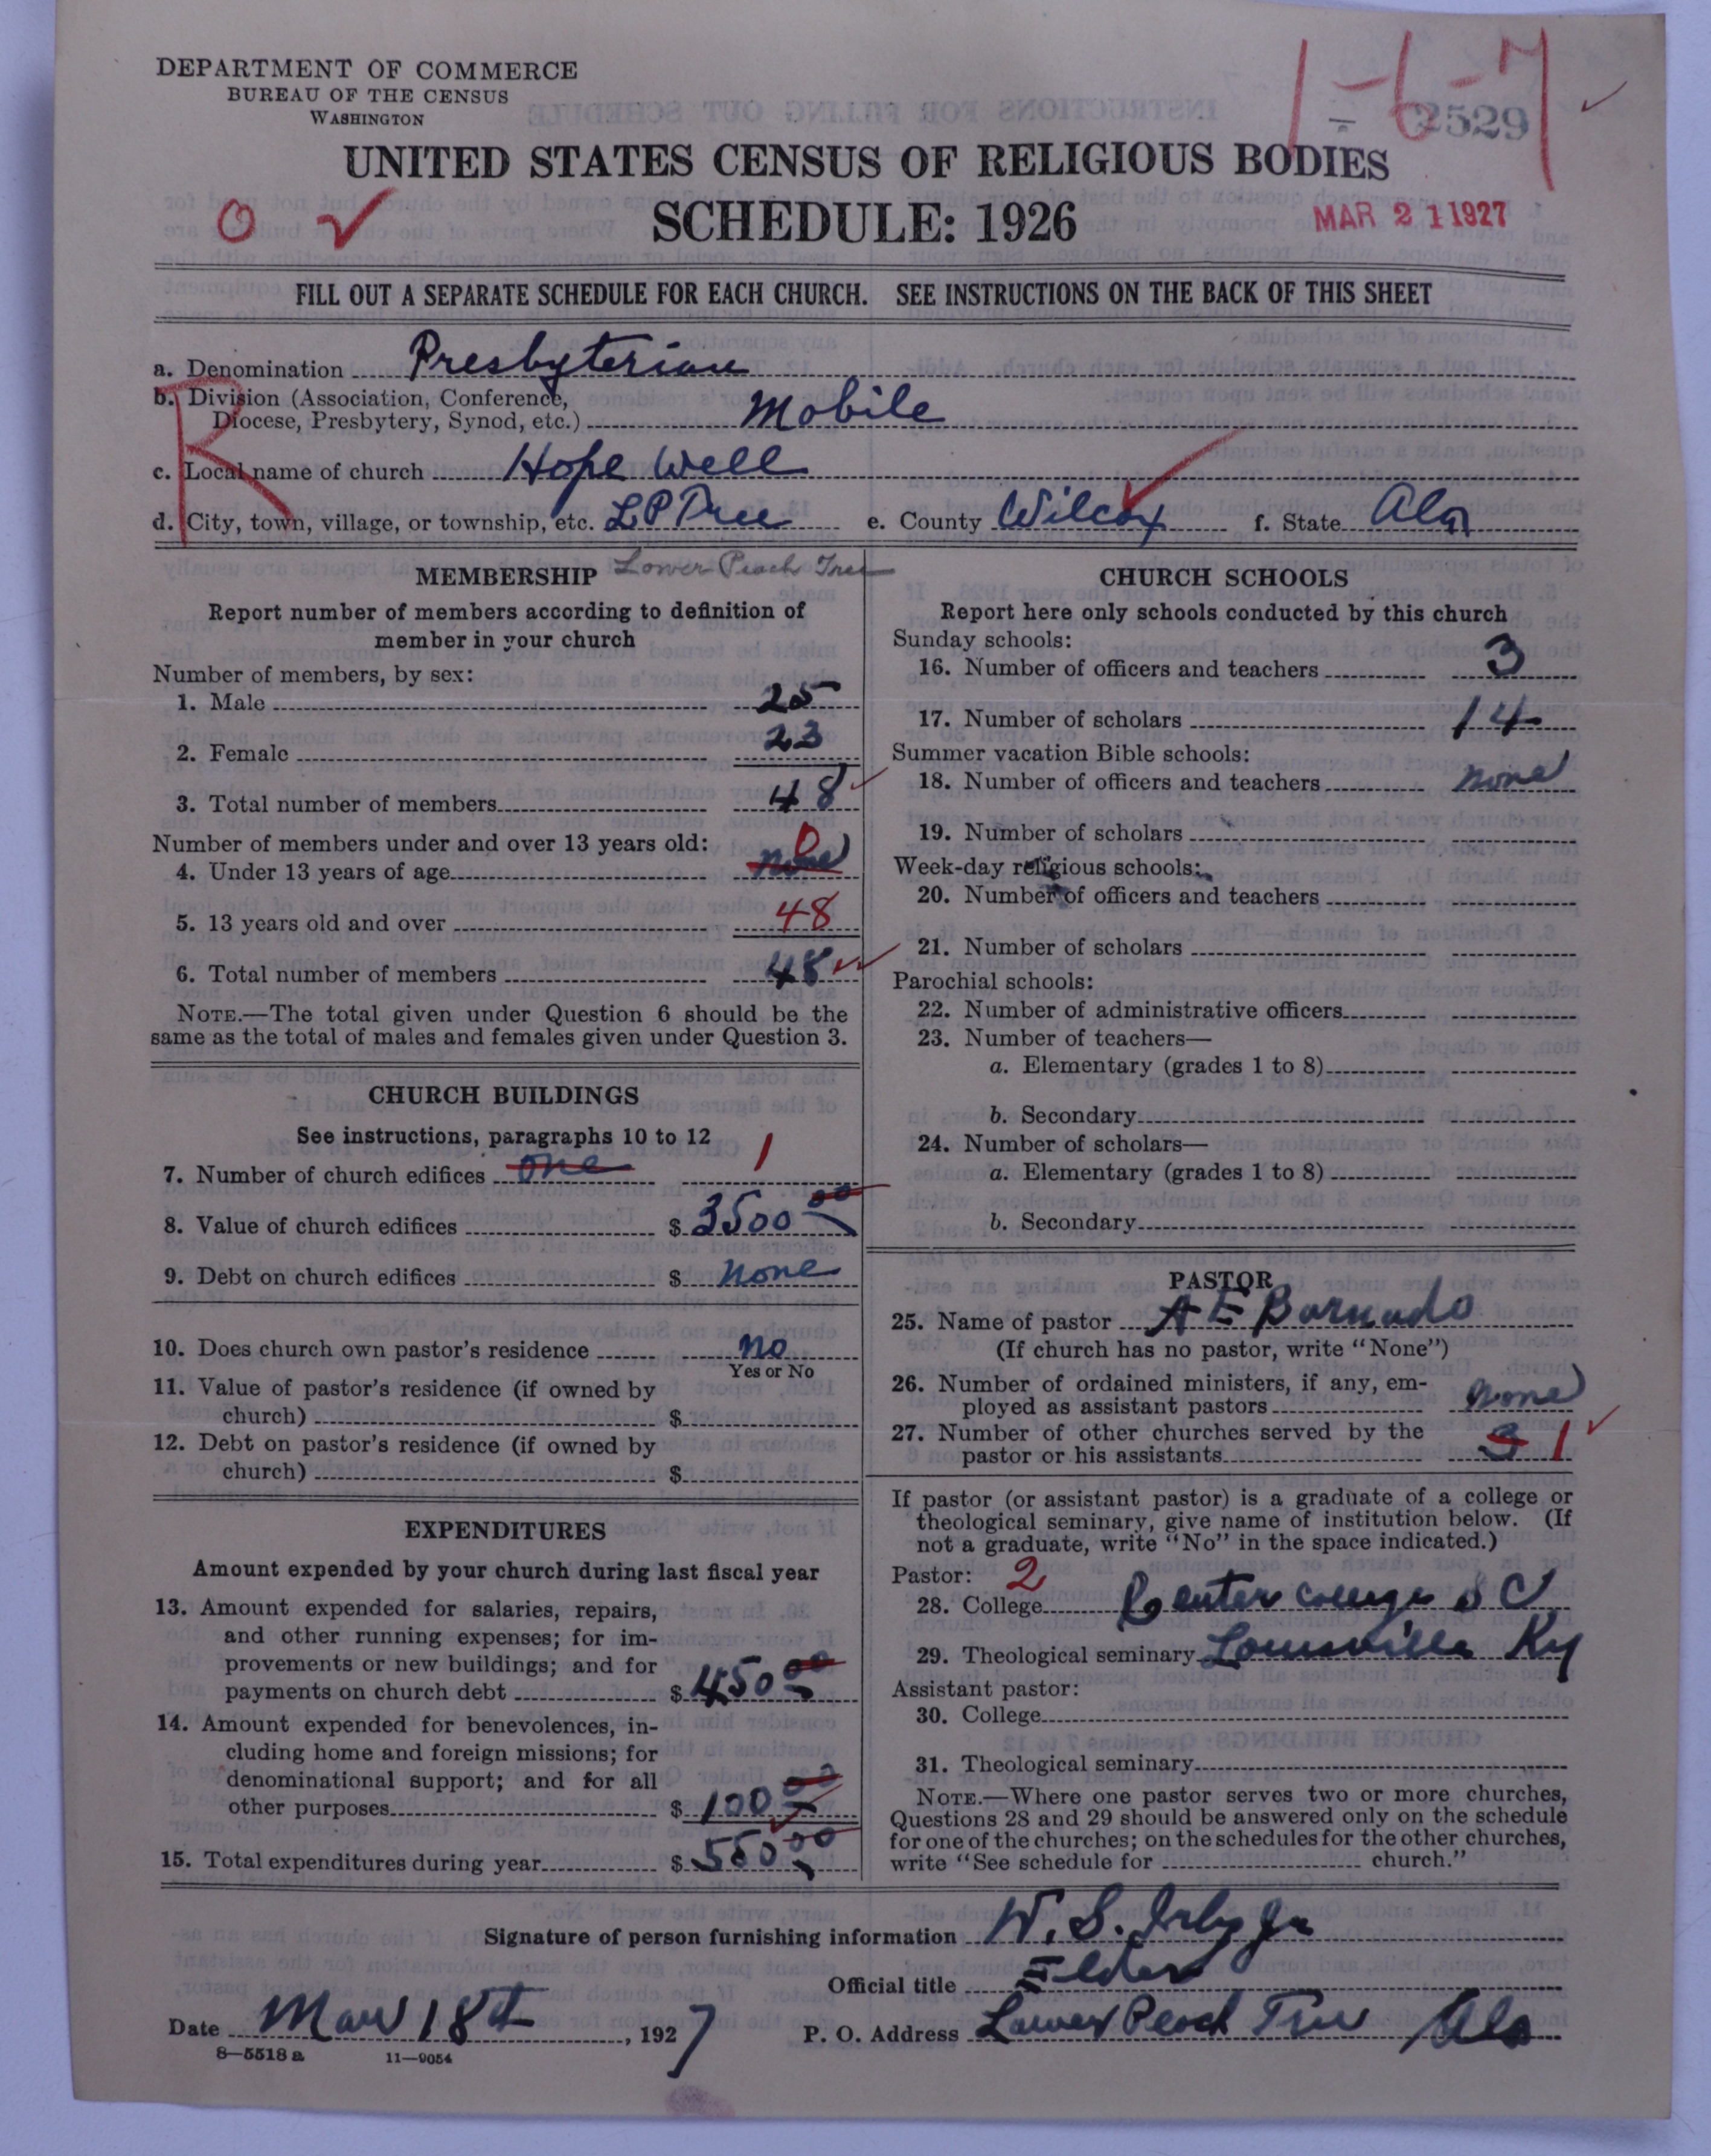 DEPARTMENT OF COMMERCE
BUREAU OF THE CENSUS
WASHINGTON
1-6-7
2529
UNITED STATES CENSUS OF RELIGIOUS BODIES
O
SCHEDULE: 1926
MAR 21 1927
FILL OUT A SEPARATE SCHEDULE FOR EACH CHURCH. SEE INSTRUCTIONS ON THE BACK OF THIS SHEET
R
a. Denomination Presbyterian
b. Division (Association, Conference,
Diocese, Presbytery, Synod, etc.) Mobile
c. Local name of church Hope Well
d. City, town, village, or township, etc. L P Tree e. County Wilcox f. State Ala
MEMBERSHIP Lower Peach Tree
Report number of members according to definition of
member in your church
Number of members, by sex:
1. Male 25
2. Female 23
3. Total number of members 48
Number of members under and over 13 years old: 0
4. Under 13 years of age none
5. 13 years old and over 48
6. Total number of members 48
NOTE.—The total given under Question 6 should be the
same as the total of males and females given under Question 3.
CHURCH BUILDINGS
See instructions, paragraphs 10 to 12
7. Number of church edifices one 1
8. Value of church edifices $ 3500 00
9. Debt on church edifices $ none
10. Does church own pastor's residence no
Yes or No
11. Value of pastor's residence (if owned by
church) $
12. Debt on pastor's residence (if owned by
church) $
EXPENDITURES
Amount expended by your church during last fiscal year
13. Amount expended for salaries, repairs,
and other running expenses; for im-
provements or new buildings; and for
payments on church debt $ 450 00
14. Amount expended for benevolences, in-
cluding home and foreign missions; for
denominational support; and for all
other purposes $ 100 00
15. Total expenditures during year $ 550 00
CHURCH SCHOOLS
Report here only schools conducted by this church
Sunday schools:
16. Number of officers and teachers 3
17. Number of scholars 14
Summer vacation Bible schools:
18. Number of officers and teachers none
19. Number of scholars
Week-day religious schools:
20. Number of officers and teachers
21. Number of scholars
Parochial schools:
22. Number of administrative officers
23. Number of teachers—
a. Elementary (grades 1 to 8)
b. Secondary
24. Number of scholars—
a. Elementary (grades 1 to 8)
b. Secondary
PASTOR
25. Name of pastor A E Barnado
(If church has no pastor, write "None")
26. Number of ordained ministers, if any, em-
ployed as assistant pastors none
27. Number of other churches served by the
pastor or his assistants 3 1
If pastor (or assistant pastor) is a graduate of a college or
theological seminary, give name of institution below. (If
not a graduate, write "No" in the space indicated.)
Pastor: 2
28. College Center College S C
29. Theological seminary Louisville Ky
Assistant pastor:
30. College
31. Theological seminary
NOTE.—Where one pastor serves two or more churches,
Questions 28 and 29 should be answered only on the schedule
for one of the churches; on the schedules for the other churches,
write "See schedule for church."
Signature of person furnishing information W. S. Irby Jr
Official title Elder
Date Mar 18th, 1927 P. O. Address Lower Peach Tree Ala
8—5518 a 11—9054